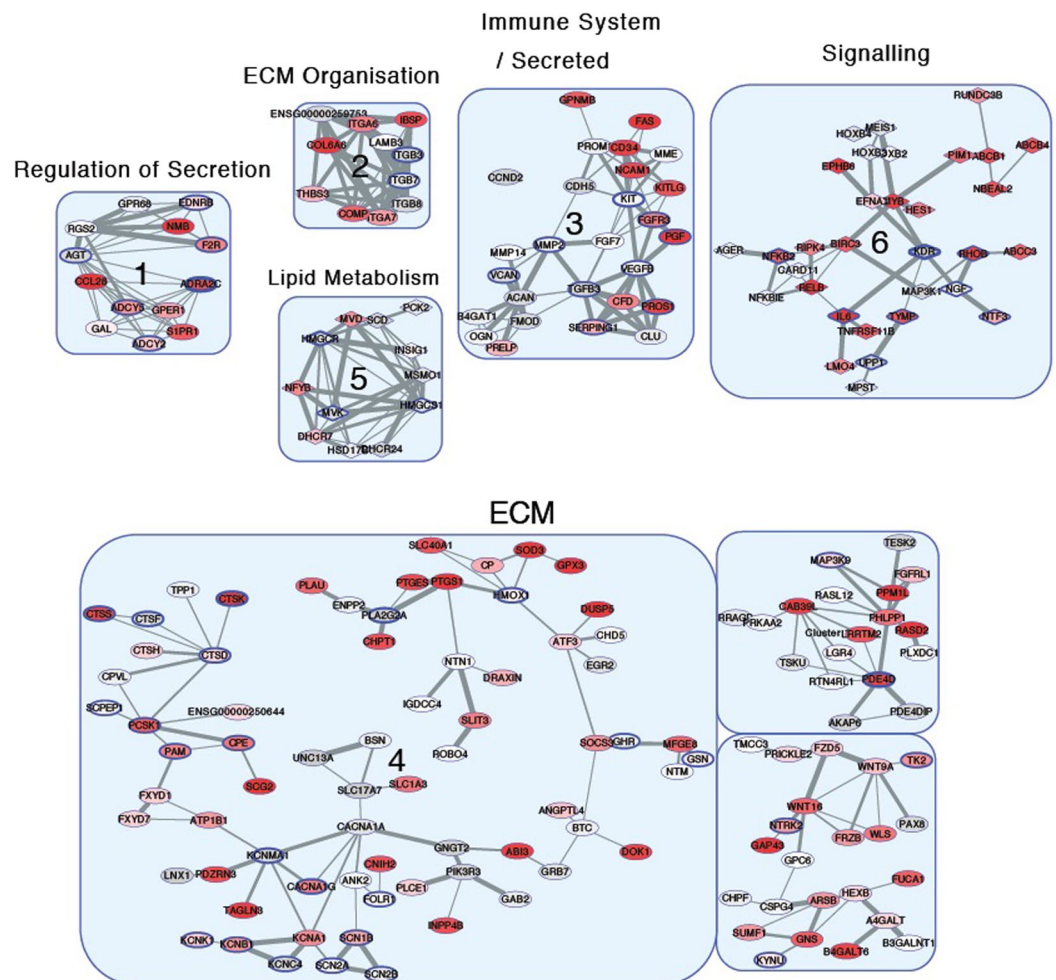 Immune System
/ Secreted
Signalling
ECM Organisation
Regulation of Secretion
Lipid Metabolism
ECM
GPR68
EDNRB
RGS2
NMB
F2R
AGT
1
CCL28
ADRA2C
ADCY5
GPER1
GAL
S1PR1
ADCY2
ENSG00000259753
ITGA6
IBSP
COL6A6
LAMB3
ITGB3
2
ITGB7
THBS3
ITGB8
COMP
ITGA7
PCK2
MVD
SCD
HMGCR
INSIG1
MSMO1
5
NFYB
HMGCS1
MVK
DHCR7
HSD17B
DHCR24
GPNMB
FAS
PROM
CD34
MME
NCAM1
CCND2
CDH5
KITLG
KIT
3
FGFR3
PGF
MMP2
FGF7
MMP14
VCAN
VEGFB
TGFB3
ACAN
CFD
PROS1
B4GAT1
FMOD
SERPING1
OGN
CLU
PRELP
RUNDC3B
MEIS1
HOXB4
HOXB3
OXB2
PIM1
ABCB1
ABCB4
EPHB6
NBEAL2
EFNA
MYB
HES1
6
AGER
RIPK4
BIRC3
KDR
RHOB
ABCC3
NFKB2
CARD11
RELB
MAP3K1
NGF
NFKBIE
IL6
TYMP
NTF3
TNFRSF11B
LMO4
UPP1
MPST
SLC40A1
SOD3
CP
GPX3
PLAU
PTGES
PTGS1
HMOX1
ENPP2
PLA2G2A
CHPT1
DUSP5
ATF3
CHD5
EGR2
TPP1
CTSK
CTSS
CTSF
CTSH
CTSD
CPVL
SCPEP1
ENSG00000250644
PCSK1
PAM
CPE
SCG2
NTN1
DRAXIN
IGDCC4
SLIT3
ROBO4
BSN
4
UNC13A
SLC1A3
SLC17A7
SOCS3
GHR
MFGE8
GSN
NTM
FXYD1
FXYD7
ATP1B1
CACNA1A
ANGPTL4
BTC
KCNMA1
GNGT2
ABI3
DOK1
LNX1
PDZRN3
CNIH2
PIK3R3
GRB7
CACNA1G
ANK2
PLCE1
FOLR1
GAB2
TAGLN3
INPP4B
KCNK1
KCNB1
KCNA1
SCN1B
KCNC4
SCN2A
SCN2B
TESK2
MAP3K9
FGFRL1
RASL12
PPM1L
CAB39L
PHLPP1
RRAGD
PRKAA2
Cluster
LRRTM2
RASD2
LGR4
PLXDC1
TSKU
RTN4RL1
PDE4D
AKAP6
PDE4DIP
TMCC3
PRICKLE2
FZD5
WNT9A
TK2
WNT16
NTRK2
PAX8
GAP43
FRZB
WLS
GPC6
FUCA1
CHPF
CSPG4
ARSB
HEXB
A4GALT
SUMF1
GNS
B3GALNT1
KYNU
B4GALT6